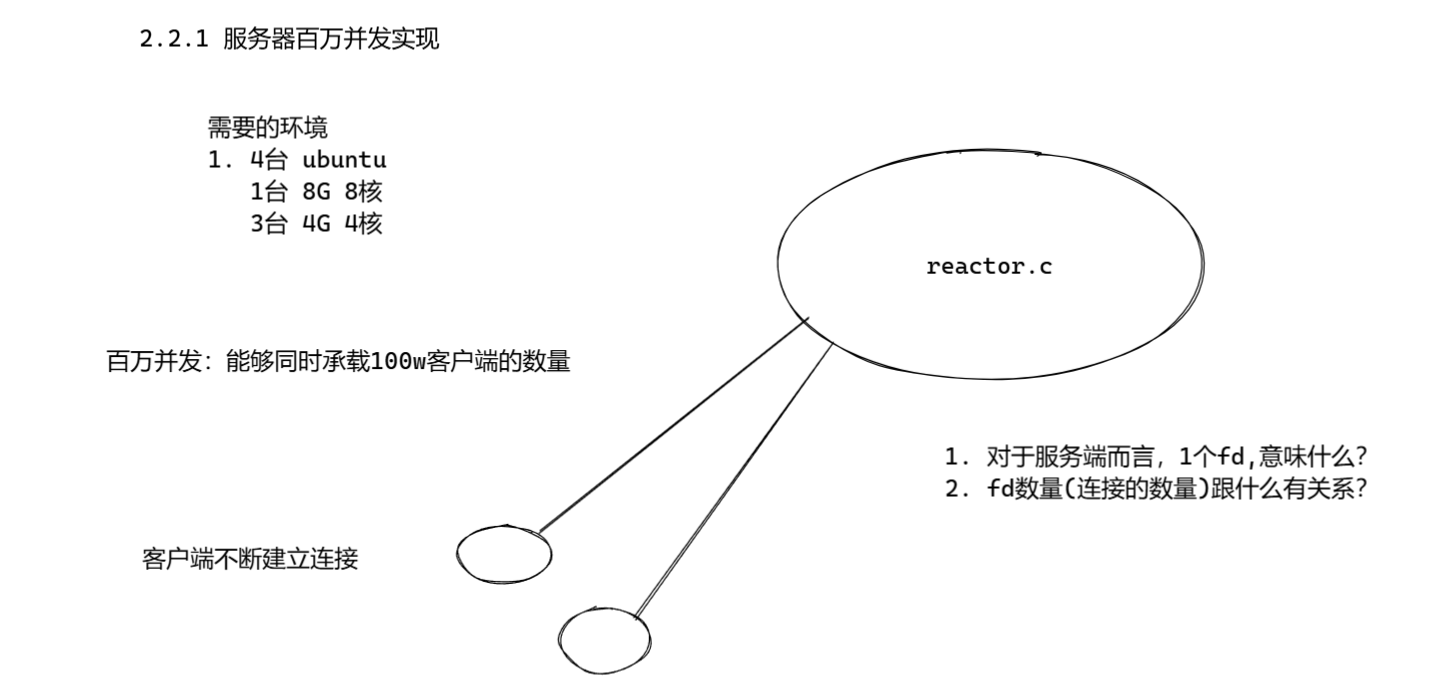 2.2.1 服务器百万并发实现
需要的环境
1. 4台 ubuntu
1台 8G 8核
3台 4G 4核
reactor.c
百万并发：能够同时承载100w客户端的数量
1. 对于服务端而言，1个fd,意味什么？
2. fd数量(连接的数量)跟什么有关系？
客户端不断建立连接